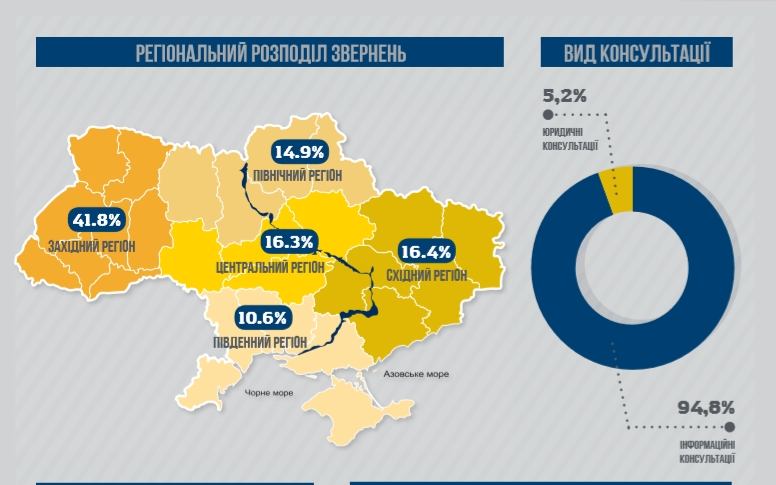 РЕГІОНАЛЬНИЙ РОЗПОДІЛ ЗВЕРНЕНЬ
ВИД КОНСУЛЬТАЦІЇ
5,2%
ЮРИДИЧНІ
КОНСУЛЬТАЦІЇ
14.9%
ПІВНІЧНИЙ РЕГІОН
41.8%
ЗАХІДНИЙ РЕГІОН
16.3%
ЦЕНТРАЛЬНИЙ РЕГІОН
16.4%
СХІДНИЙ РЕГІОН
10.6%
ПІВДЕННИЙ РЕГІОН
Азовське море
Чорне море
94,8%
ІНФОРМАЦІЙНІ
КОНСУЛЬТАЦІЇ